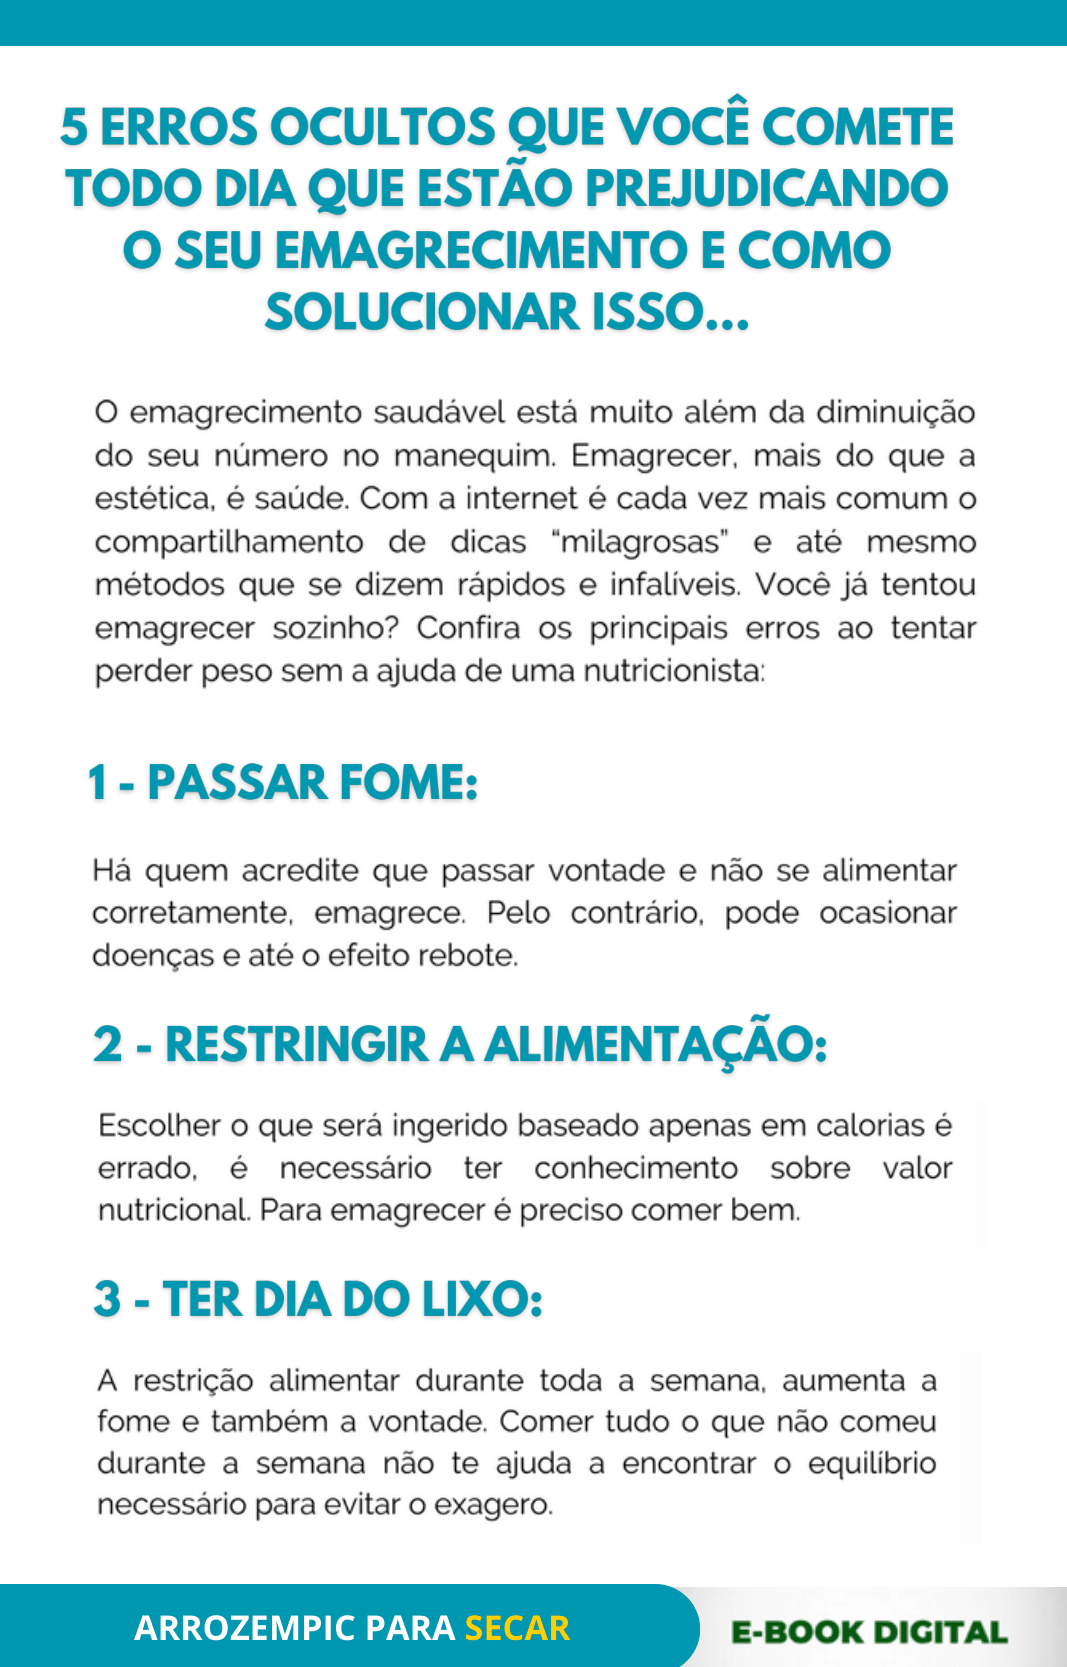 5 ERROS OCULTOS QUE VOCÊ COMETE
TODO DIA QUE ESTÃO PREJUDICANDO
O SEU EMAGRECIMENTO E COMO
SOLUCIONAR ISSO...
O emagrecimento saudável está muito além da diminuição
do seu número no manequim. Emagrecer, mais do que a
estética, é saúde. Com a internet é cada vez mais comum o
compartilhamento de dicas “milagrosas” e até mesmo
métodos que se dizem rápidos e infalíveis. Você já tentou
emagrecer sozinho? Confira os principais erros ao tentar
perder peso sem a ajuda de uma nutricionista:
1 - PASSAR FOME:
Há quem acredite que passar vontade e não se alimentar
corretamente, emagrece. Pelo contrário, pode ocasionar
doenças e até o efeito rebote.
2 - RESTRINGIR A ALIMENTAÇÃO:
Escolher o que será ingerido baseado apenas em calorias é
errado, é necessário ter conhecimento sobre valor
nutricional. Para emagrecer é preciso comer bem.
3 - TER DIA DO LIXO:
A restrição alimentar durante toda a semana, aumenta a
fome e também a vontade. Comer tudo o que não comeu
durante a semana não te ajuda a encontrar o equilíbrio
necessário para evitar o exagero.
ARROZEMPIC PARA SECAR
E-BOOK DIGITAL